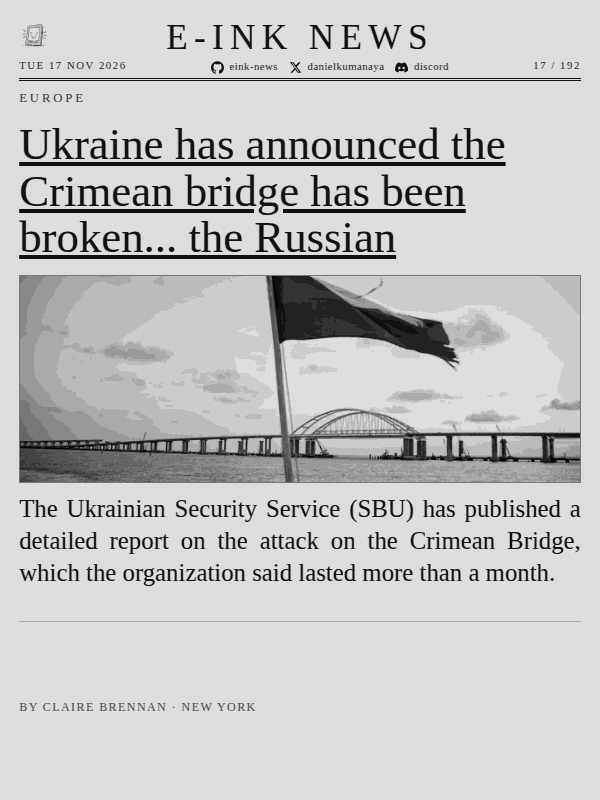 E-INK NEWS
TUE 17 NOV 2026
eink-news danielkumanaya discord
17 / 192
EUROPE
Ukraine has announced the
Crimean bridge has been
broken... the Russian
The Ukrainian Security Service (SBU) has published a
detailed report on the attack on the Crimean Bridge,
which the organization said lasted more than a month.
BY CLAIRE BRENNAN · NEW YORK